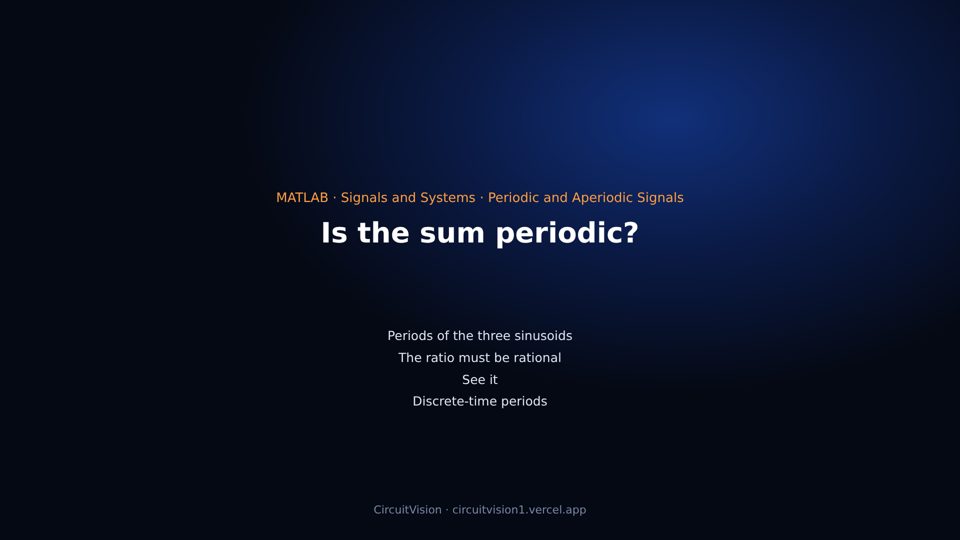 MATLAB · Signals and Systems · Periodic and Aperiodic Signals
Is the sum periodic?
Periods of the three sinusoids
The ratio must be rational
See it
Discrete-time periods
CircuitVision · circuitvision1.vercel.app